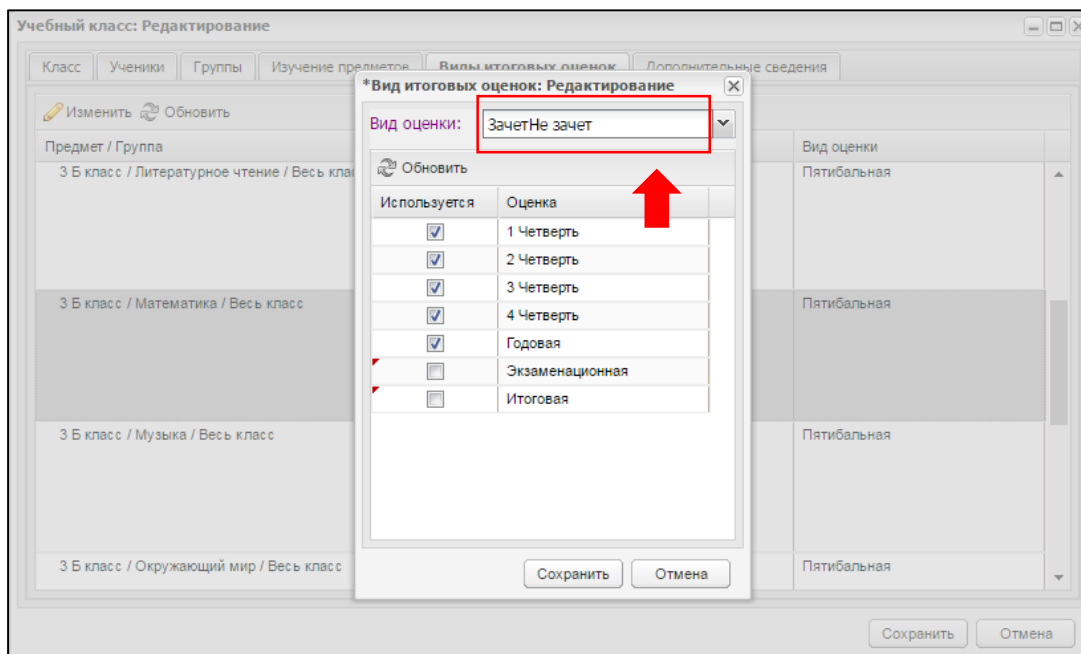 Учебный класс: Редактирование
Класс Ученики Группы Изучение предметов Виды итоговых оценок Дополнительные сведения
Изменить Обновить
Предмет / Группа Вид оценки
3 Б класс / Литературное чтение / Весь клас Пятибальная
3 Б класс / Математика / Весь класс Пятибальная
3 Б класс / Музыка / Весь класс Пятибальная
3 Б класс / Окружающий мир / Весь класс Пятибальная
*Вид итоговых оценок: Редактирование
Вид оценки: ЗачетНе зачет
Обновить
Используется Оценка
1 Четверть
2 Четверть
3 Четверть
4 Четверть
Годовая
Экзаменационная
Итоговая
Сохранить Отмена
Сохранить Отмена